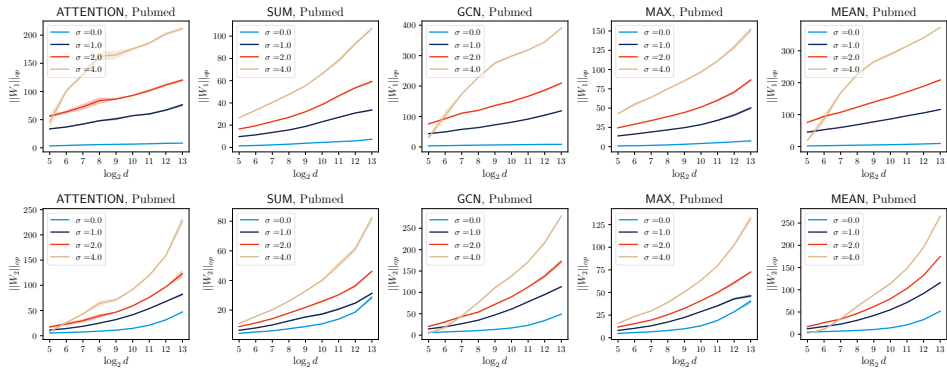 ATTENTION, Pubmed
||W₁||ₒₚ
200
150
100
50
0
σ =0.0
σ =1.0
σ =2.0
σ =4.0
5 6 7 8 9 10 11 12 13
log₂ d
SUM, Pubmed
||W₁||ₒₚ
100
80
60
40
20
0
σ =0.0
σ =1.0
σ =2.0
σ =4.0
5 6 7 8 9 10 11 12 13
log₂ d
GCN, Pubmed
||W₁||ₒₚ
400
300
200
100
0
σ =0.0
σ =1.0
σ =2.0
σ =4.0
5 6 7 8 9 10 11 12 13
log₂ d
MAX, Pubmed
||W₁||ₒₚ
150
125
100
75
50
25
0
σ =0.0
σ =1.0
σ =2.0
σ =4.0
5 6 7 8 9 10 11 12 13
log₂ d
MEAN, Pubmed
||W₁||ₒₚ
300
200
100
0
σ =0.0
σ =1.0
σ =2.0
σ =4.0
5 6 7 8 9 10 11 12 13
log₂ d
ATTENTION, Pubmed
||W₂||ₒₚ
250
200
150
100
50
0
σ =0.0
σ =1.0
σ =2.0
σ =4.0
5 6 7 8 9 10 11 12 13
log₂ d
SUM, Pubmed
||W₂||ₒₚ
80
60
40
20
σ =0.0
σ =1.0
σ =2.0
σ =4.0
5 6 7 8 9 10 11 12 13
log₂ d
GCN, Pubmed
||W₂||ₒₚ
250
200
150
100
50
0
σ =0.0
σ =1.0
σ =2.0
σ =4.0
5 6 7 8 9 10 11 12 13
log₂ d
MAX, Pubmed
||W₂||ₒₚ
125
100
75
50
25
0
σ =0.0
σ =1.0
σ =2.0
σ =4.0
5 6 7 8 9 10 11 12 13
log₂ d
MEAN, Pubmed
||W₂||ₒₚ
250
200
150
100
50
0
σ =0.0
σ =1.0
σ =2.0
σ =4.0
5 6 7 8 9 10 11 12 13
log₂ d